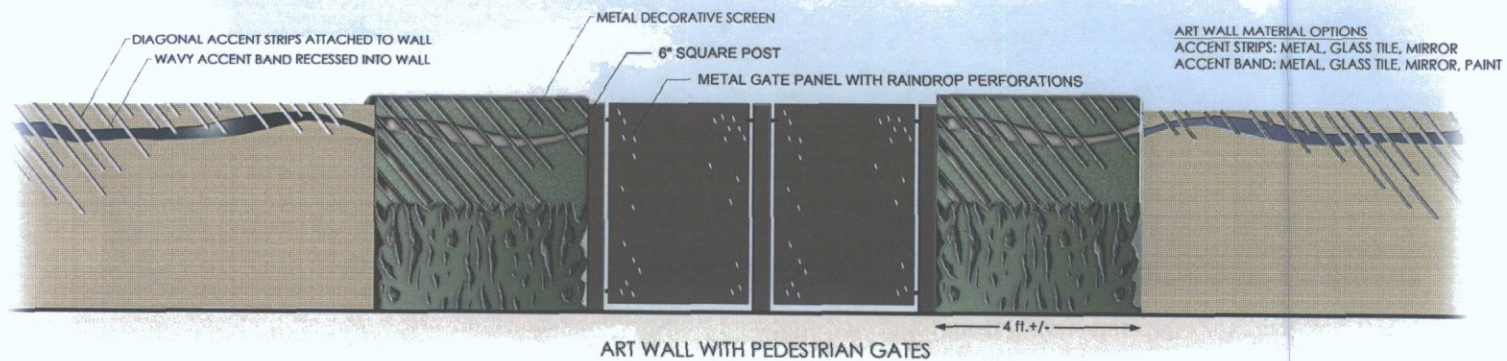 METAL DECORATIVE SCREEN
DIAGONAL ACCENT STRIPS ATTACHED TO WALL
WAVY ACCENT BAND RECESSED INTO WALL
6" SQUARE POST
METAL GATE PANEL WITH RAINDROP PERFORATIONS
ART WALL MATERIAL OPTIONS
ACCENT STRIPS: METAL, GLASS TILE, MIRROR
ACCENT BAND: METAL, GLASS TILE, MIRROR, PAINT
4 ft.+/-
ART WALL WITH PEDESTRIAN GATES